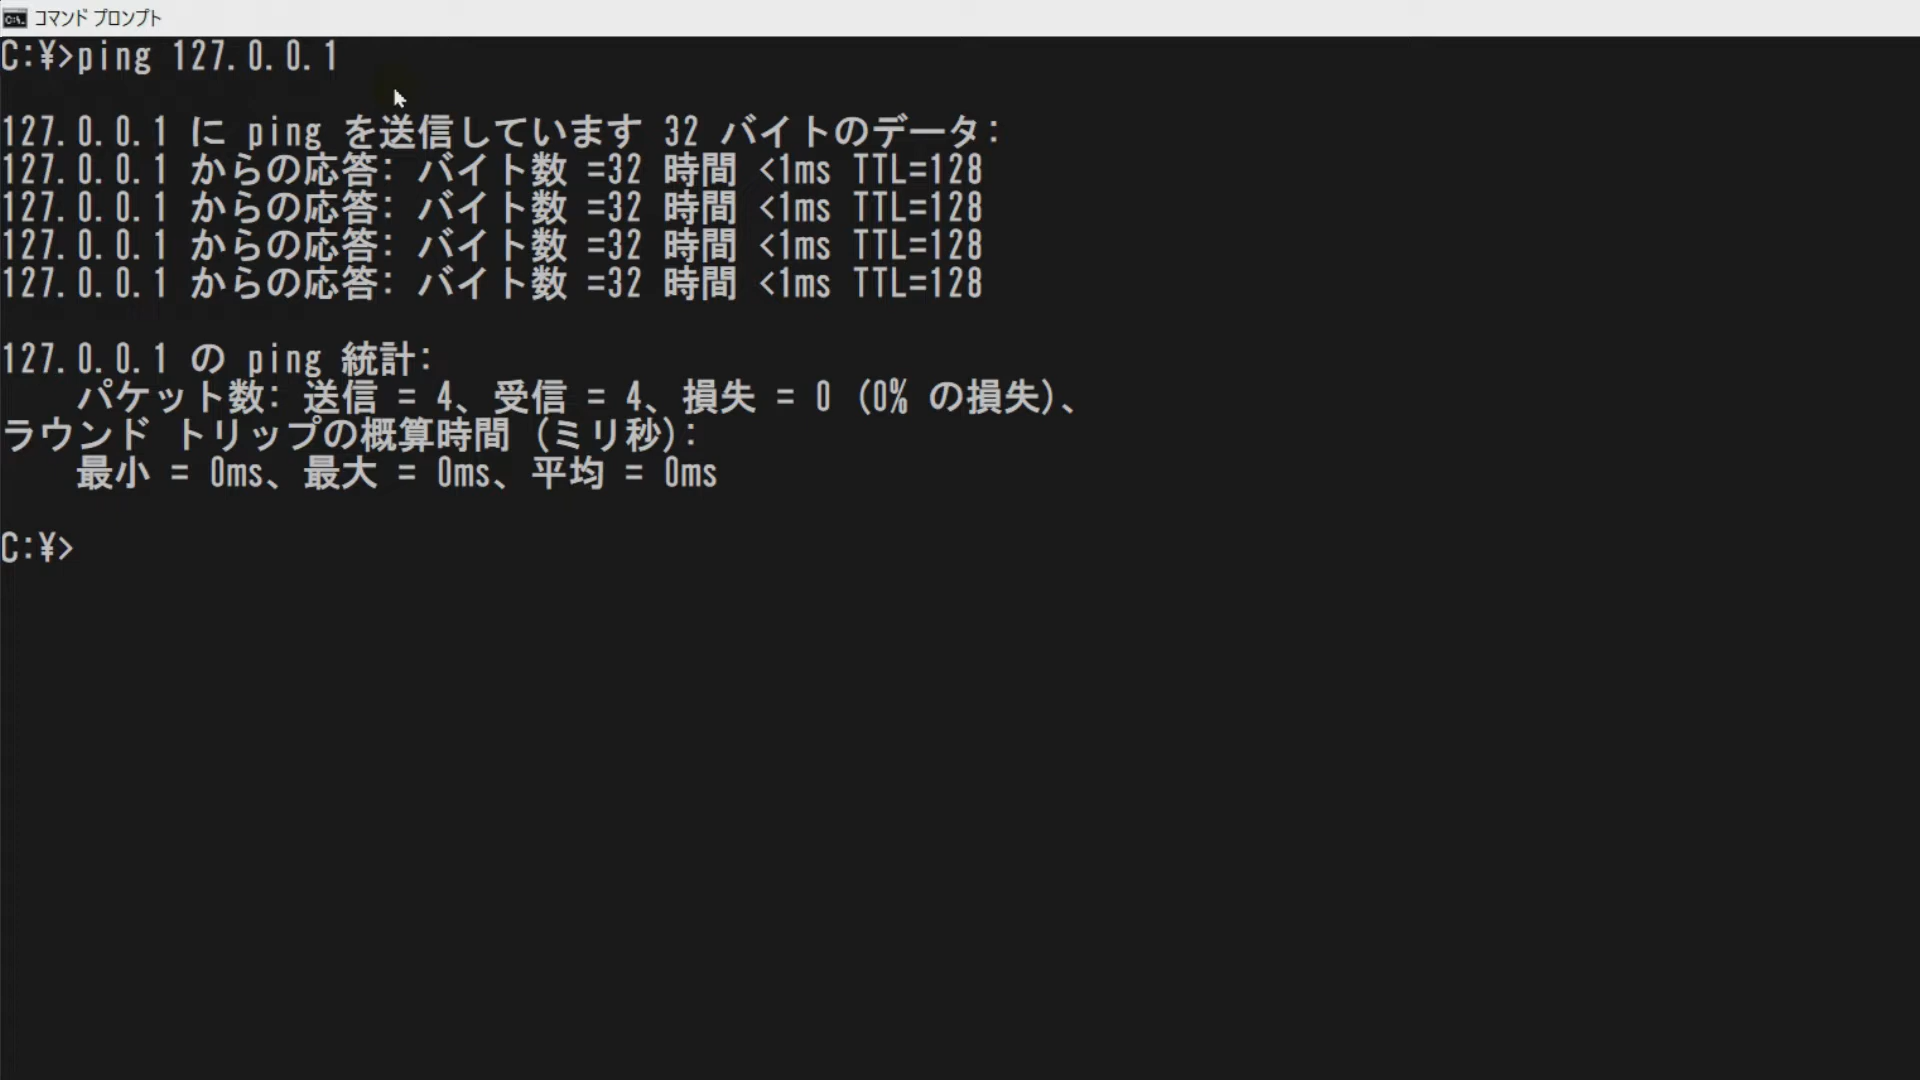 コマンド プロンプト
C:¥>ping 127.0.0.1
127.0.0.1 に ping を送信しています 32 バイトのデータ:
127.0.0.1 からの応答: バイト数 =32 時間 <1ms TTL=128
127.0.0.1 からの応答: バイト数 =32 時間 <1ms TTL=128
127.0.0.1 からの応答: バイト数 =32 時間 <1ms TTL=128
127.0.0.1 からの応答: バイト数 =32 時間 <1ms TTL=128
127.0.0.1 の ping 統計:
パケット数: 送信 = 4、受信 = 4、損失 = 0 (0% の損失)、
ラウンド トリップの概算時間 (ミリ秒):
最小 = 0ms、最大 = 0ms、平均 = 0ms
C:¥>